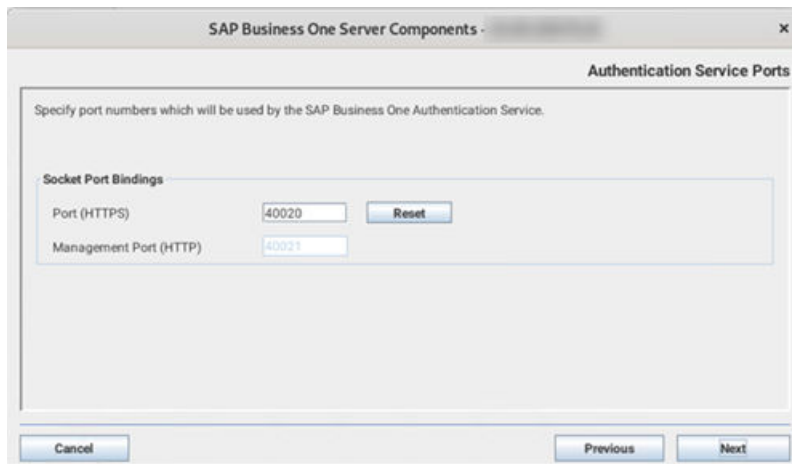 SAP Business One Server Components -
×
Authentication Service Ports
Specify port numbers which will be used by the SAP Business One Authentication Service.
Socket Port Bindings
Port (HTTPS) 40020 Reset
Management Port (HTTP) 40021
Cancel Previous Next